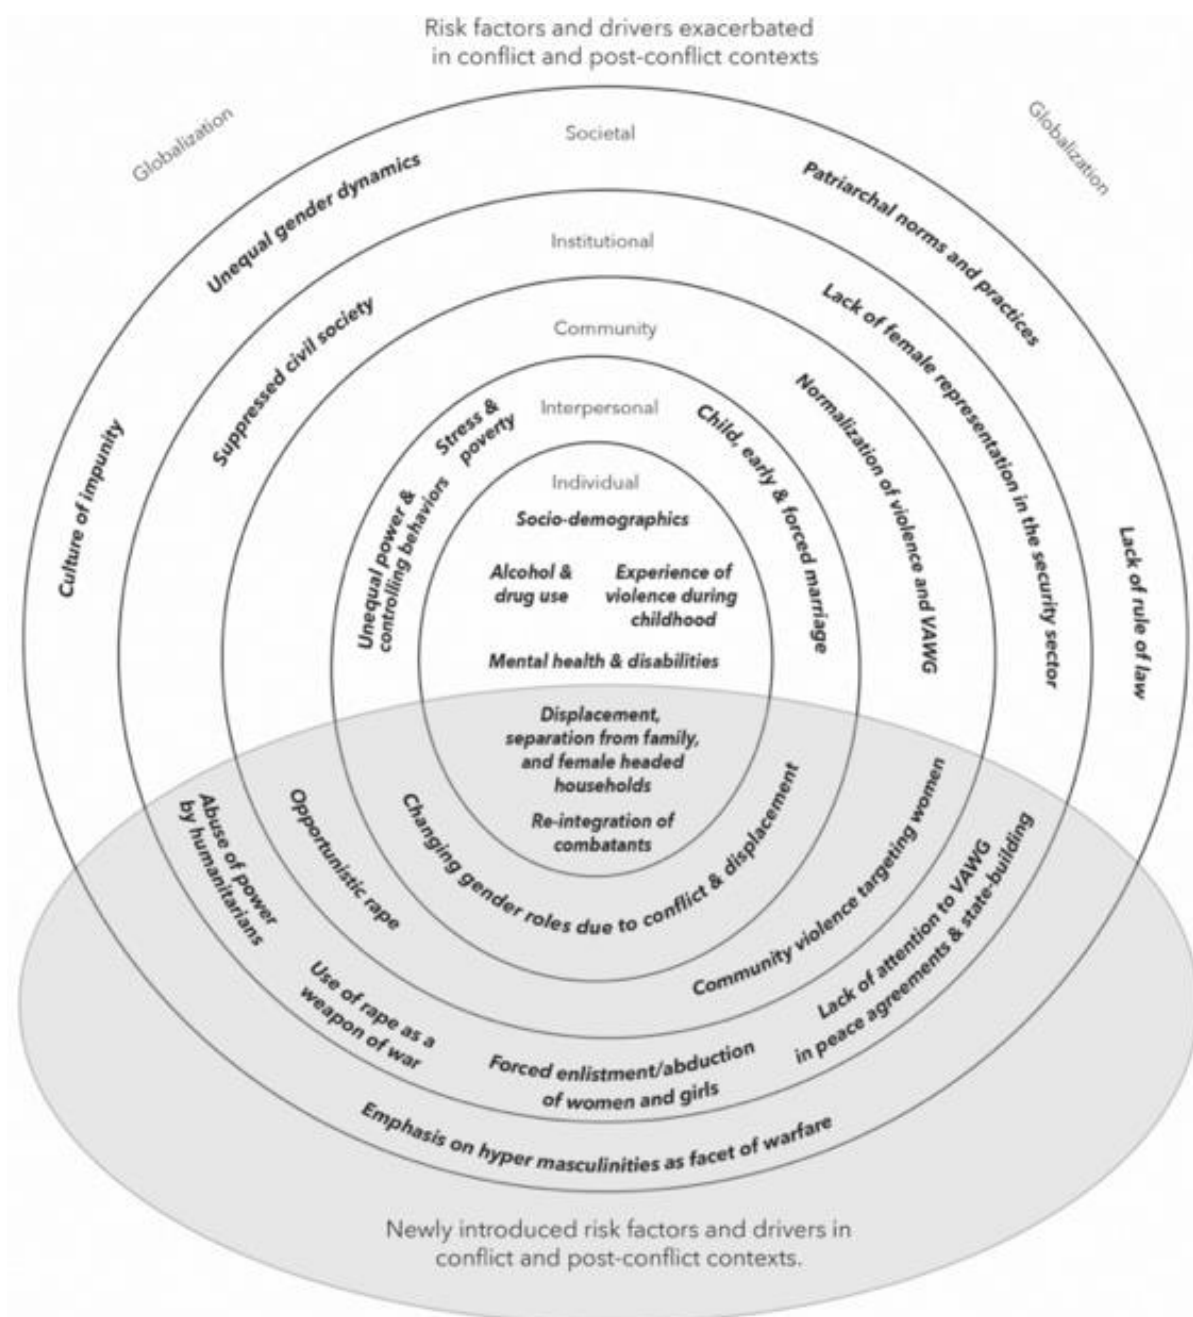 Risk factors and drivers exacerbated
in conflict and post-conflict contexts
Globalization
Globalization
Societal
Unequal gender dynamics
Patriarchal norms and practices
Culture of impunity
Lack of rule of law
Institutional
Suppressed civil society
Lack of female representation in the security sector
Community
Normalization of violence and VAWG
Interpersonal
Stress &
poverty
Unequal power &
controlling behaviors
Child, early & forced marriage
Individual
Socio-demographics
Alcohol &
drug use
Experience of
violence during
childhood
Mental health & disabilities
Displacement,
separation from family,
and female headed
households
Re-integration of
combatants
Changing gender roles due to conflict & displacement
Opportunistic rape
Community violence targeting women
Abuse of power
by humanitarians
Use of rape as a
weapon of war
Forced enlistment/abduction
of women and girls
Lack of attention to VAWG
in peace agreements & state-building
Emphasis on hyper masculinities as facet of warfare
Newly introduced risk factors and drivers in
conflict and post-conflict contexts.